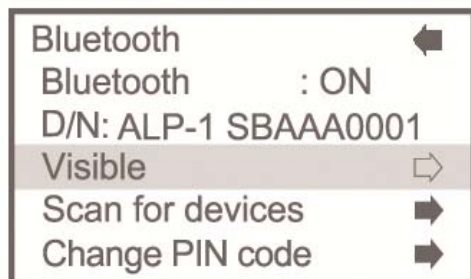 Bluetooth
Bluetooth : ON
D/N: ALP-1 SBAAA0001
Visible
Scan for devices
Change PIN code